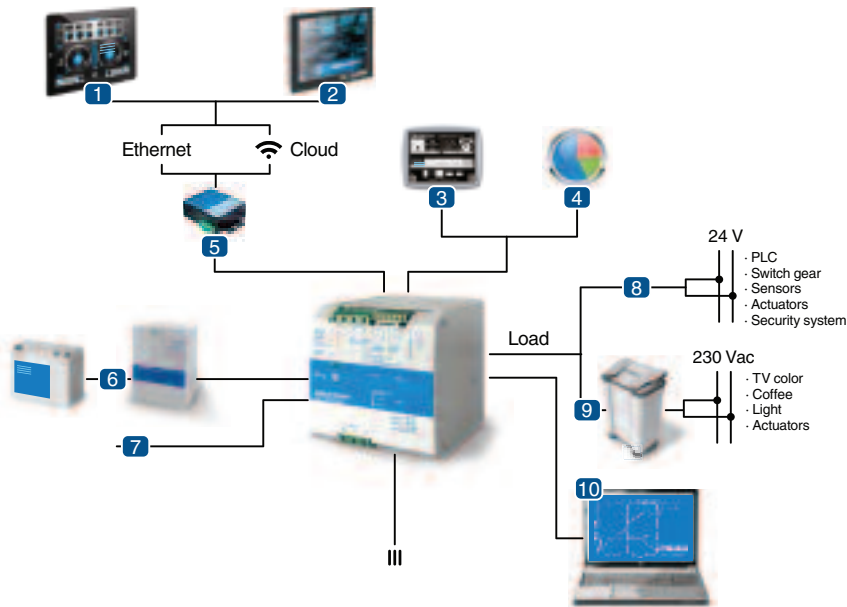 1
2
Ethernet
Cloud
3
4
5
24 V
· PLC
· Switch gear
· Sensors
· Actuators
· Security system
8
Load
6
230 Vac
· TV color
· Coffee
· Light
· Actuators
9
7
10